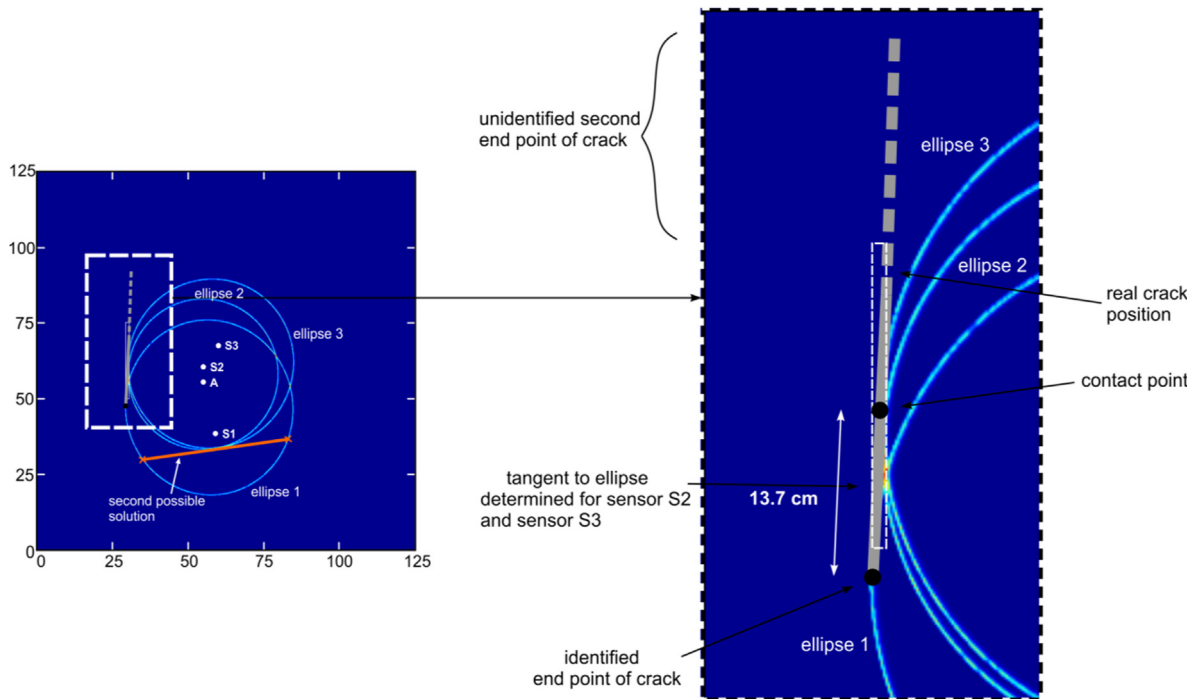 125
100
75
50
25
0
0
25
50
75
100
125
ellipse 2
ellipse 3
S3
S2
A
S1
ellipse 1
second possible
solution
unidentified second
end point of crack
tangent to ellipse
determined for sensor S2
and sensor S3
identified
end point of crack
ellipse 3
ellipse 2
13.7 cm
ellipse 1
real crack
position
contact point